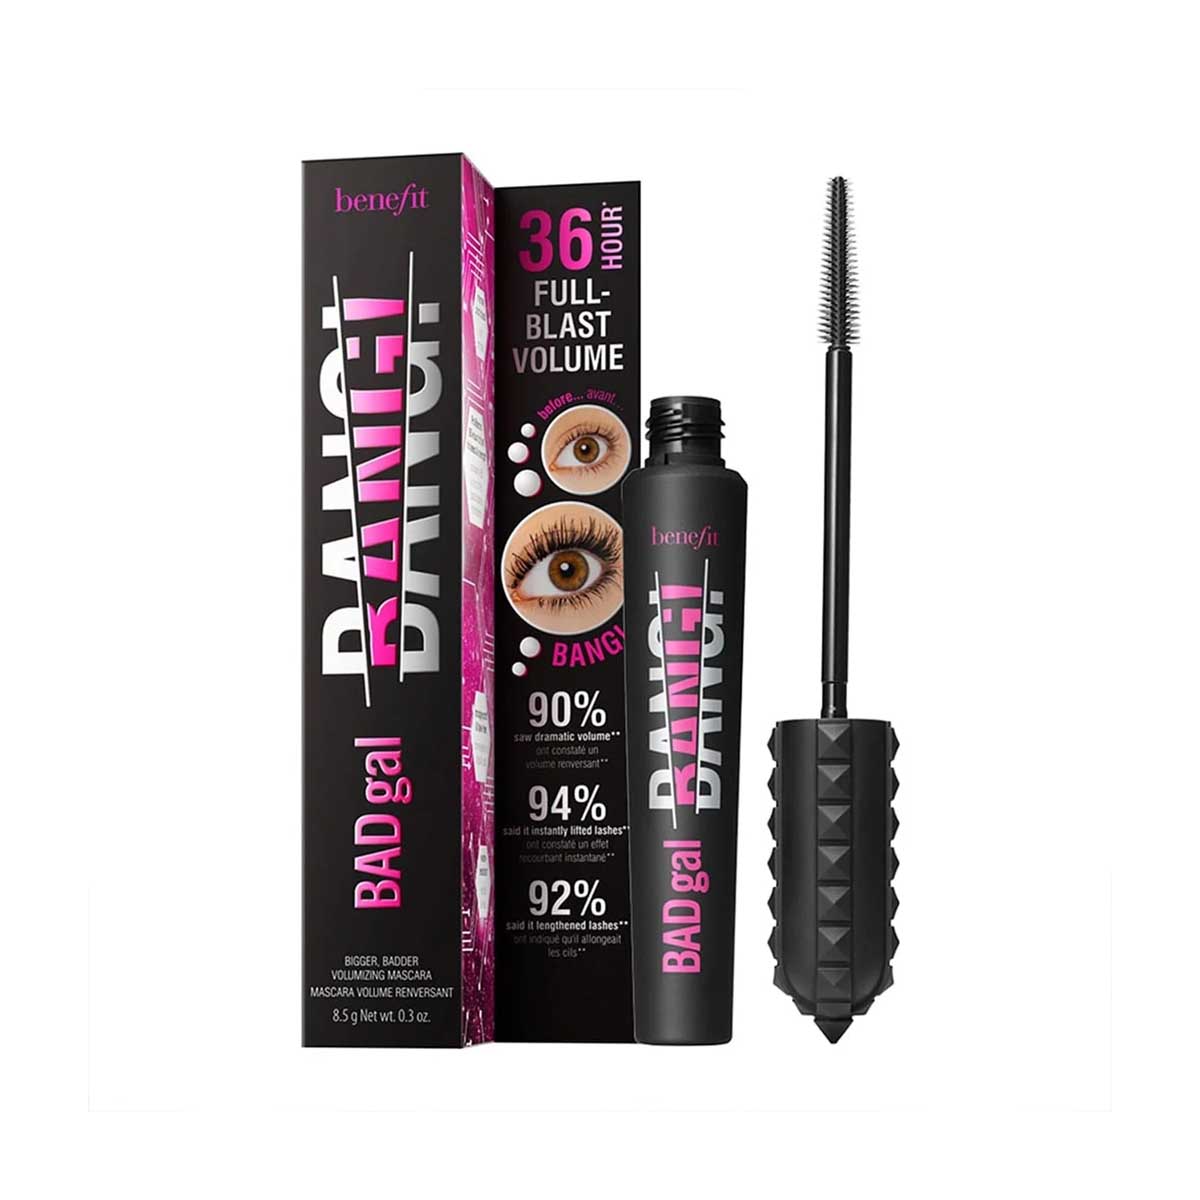 benefit
BANG!
BAD gal
BIGGER, BADDER
VOLUMIZING MASCARA
MASCARA VOLUME RENVERSANT
8.5 g Net wt. 0.3 oz.
36
HOUR*
FULL-
BLAST
VOLUME
before... avant...
BANG!
90%
saw dramatic volume**
ont constaté un
volume renversant**
94%
said it instantly lifted lashes**
ont constaté un effet
recourbant instantané**
92%
said it lengthened lashes**
ont indiqué qu'il allongeait
les cils**
benefit
BANG!
BAD gal